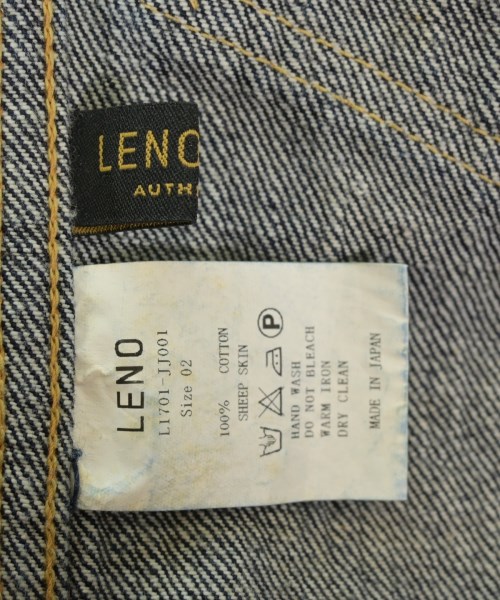 LENO
AUTH
LENO
L1701-JJ001
Size 02
100% COTTON
SHEEP SKIN
P
HAND WASH
DO NOT BLEACH
WARM IRON
DRY CLEAN
MADE IN JAPAN